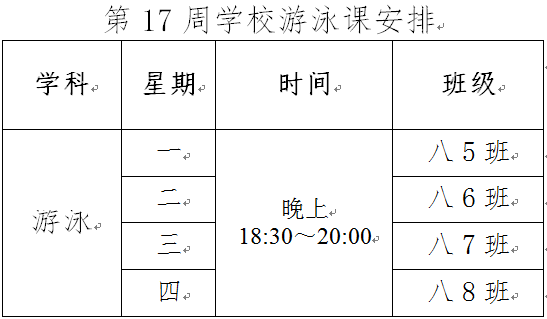 第 17 周学校游泳课安排
学科 星期 时间 班级
游泳 一 晚上 18:30～20:00 八 5 班
二 八 6 班
三 八 7 班
四 八 8 班